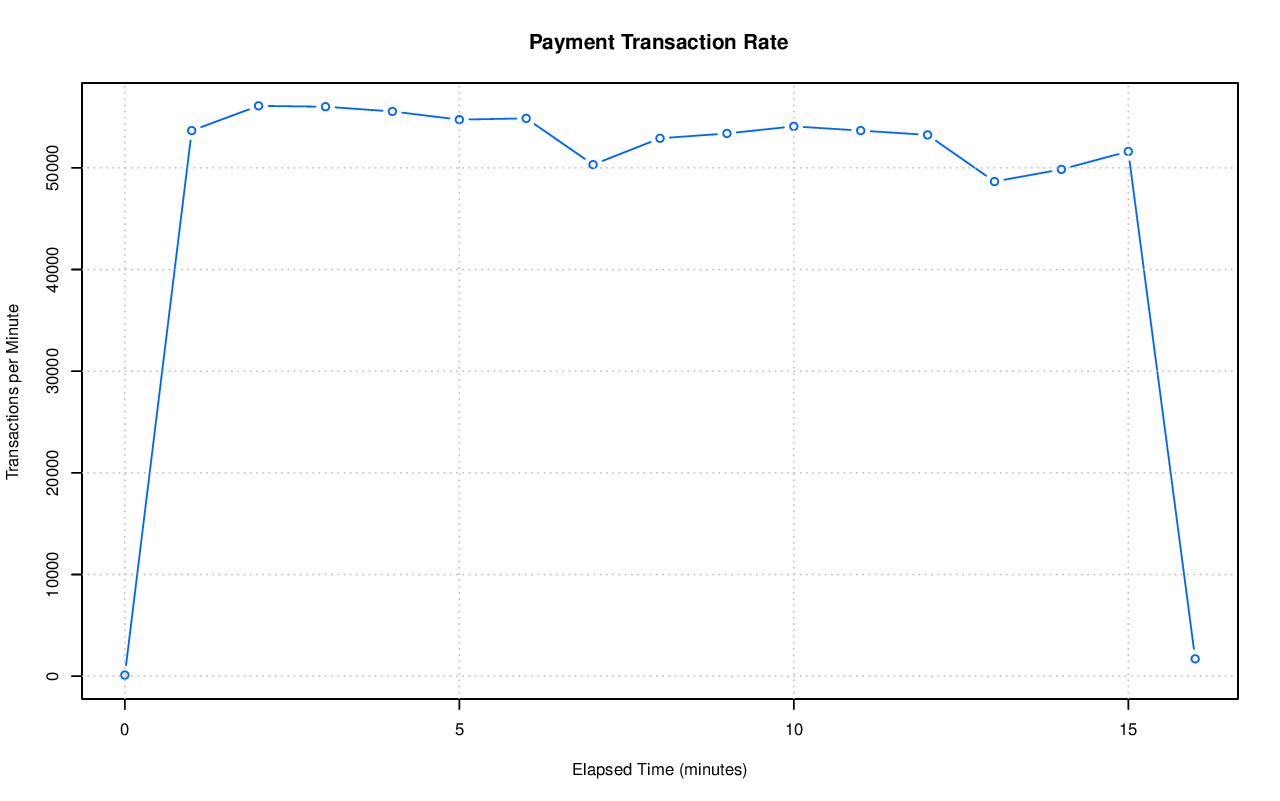 Payment Transaction Rate
Transactions per Minute
50000
40000
30000
20000
10000
0
0 5 10 15
Elapsed Time (minutes)